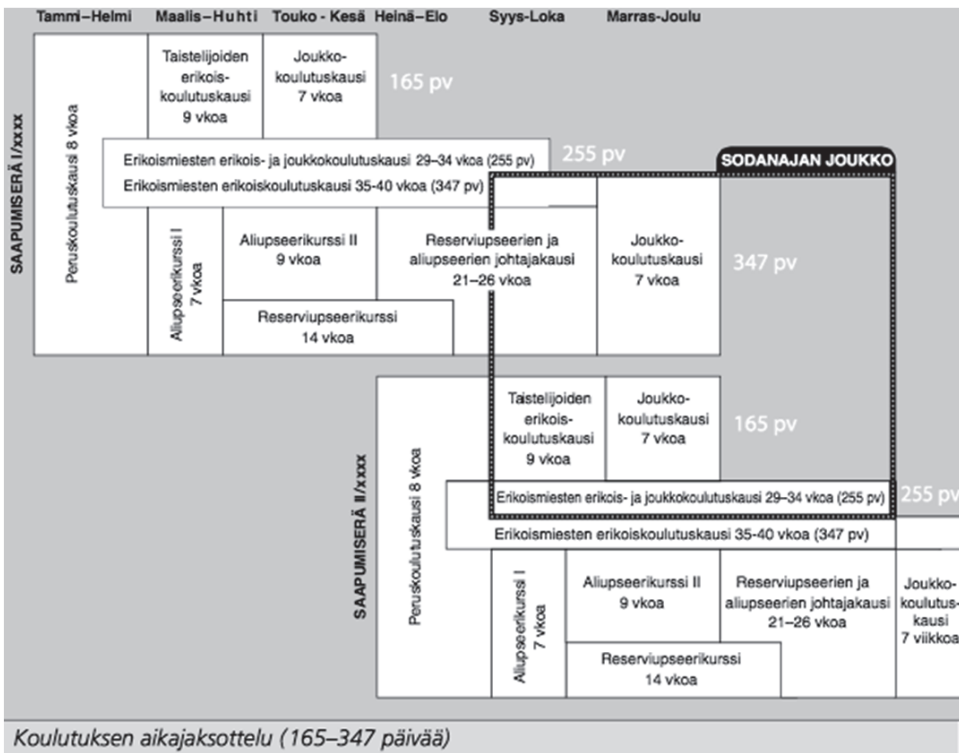 Tammi–Helmi Maalis–Huhti Touko - Kesä Heinä–Elo Syys-Loka Marras-Joulu
SAAPUMISERÄ I/xxxx
Peruskoulutuskausi 8 vkoa
Taistelijoiden
erikois-
koulutuskausi
9 vkoa
Joukko-
koulutuskausi
7 vkoa
165 pv
Erikoismiesten erikois- ja joukkokoulutuskausi 29–34 vkoa (255 pv)
Erikoismiesten erikoiskoulutuskausi 35-40 vkoa (347 pv)
255 pv
SODANAJAN JOUKKO
Aliupseerikurssi I
7 vkoa
Aliupseerikurssi II
9 vkoa
Reserviupseerikurssi
14 vkoa
Reserviupseerien ja
aliupseerien johtajakausi
21–26 vkoa
Joukko-
koulutuskausi
7 vkoa
347 pv
SAAPUMISERÄ II/xxxx
Peruskoulutuskausi 8 vkoa
Taistelijoiden
erikois-
koulutuskausi
9 vkoa
Joukko-
koulutuskausi
7 vkoa
165 pv
Erikoismiesten erikois- ja joukkokoulutuskausi 29–34 vkoa (255 pv)
255 pv
Erikoismiesten erikoiskoulutuskausi 35-40 vkoa (347 pv)
Aliupseerikurssi I
7 vkoa
Aliupseerikurssi II
9 vkoa
Reserviupseerikurssi
14 vkoa
Reserviupseerien ja
aliupseerien johtajakausi
21–26 vkoa
Joukko-
koulutus-
kausi
7 viikkoa
Koulutuksen aikajaksottelu (165–347 päivää)